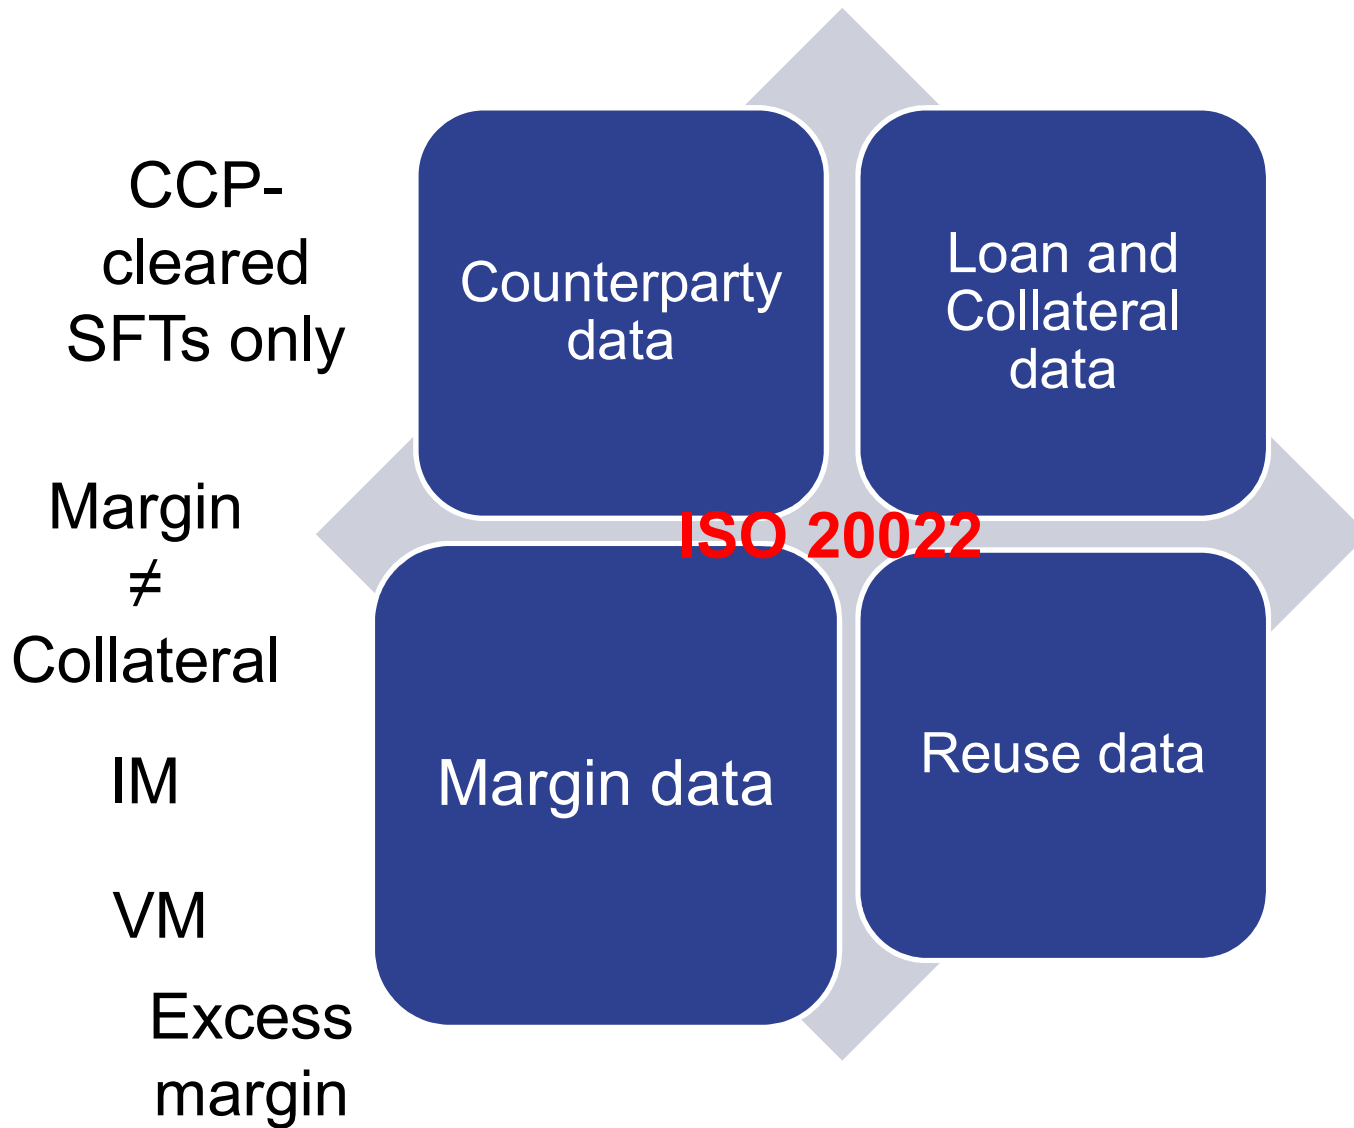 CCP-
cleared
SFTs only
Margin
≠
Collateral
IM
VM
Excess
margin
Counterparty
data
Loan and
Collateral
data
ISO 20022
Margin data
Reuse data